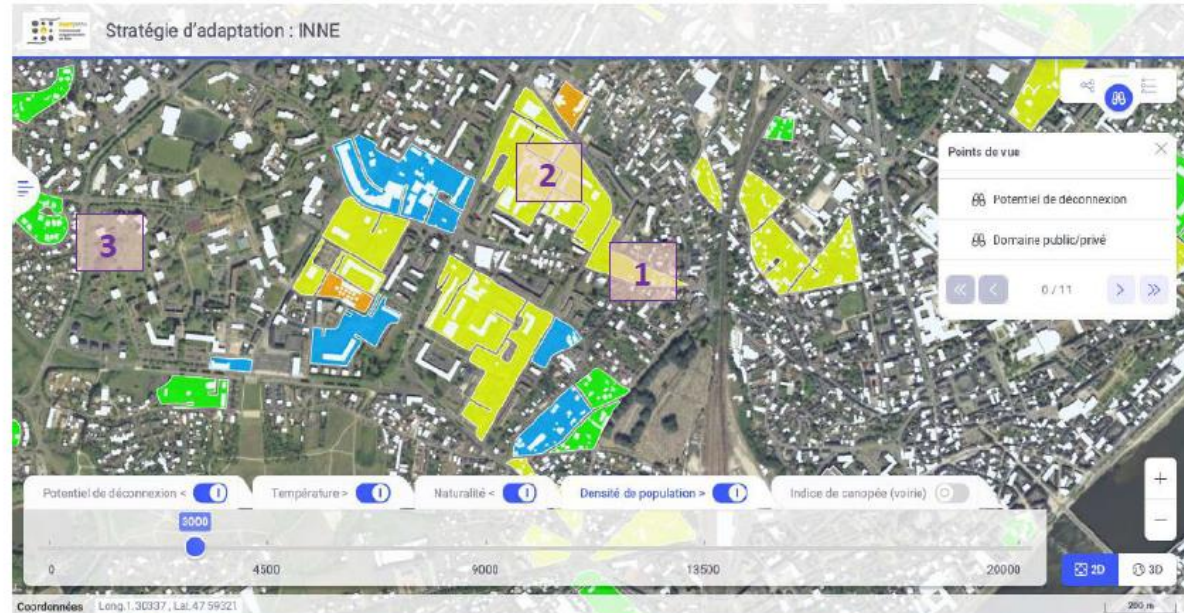 Stratégie d'adaptation : INNE
2
3
1
Points de vue
Potentiel de déconnexion
Domaine public/privé
0 / 11
Potentiel de déconnexion <
Température >
Naturalité <
Densité de population >
Indice de canopée (voirie)
3000
0
4500
9000
13500
20000
+
−
2D
3D
Coordonnées Long.1.30337 , Lat.47.59321
200 m